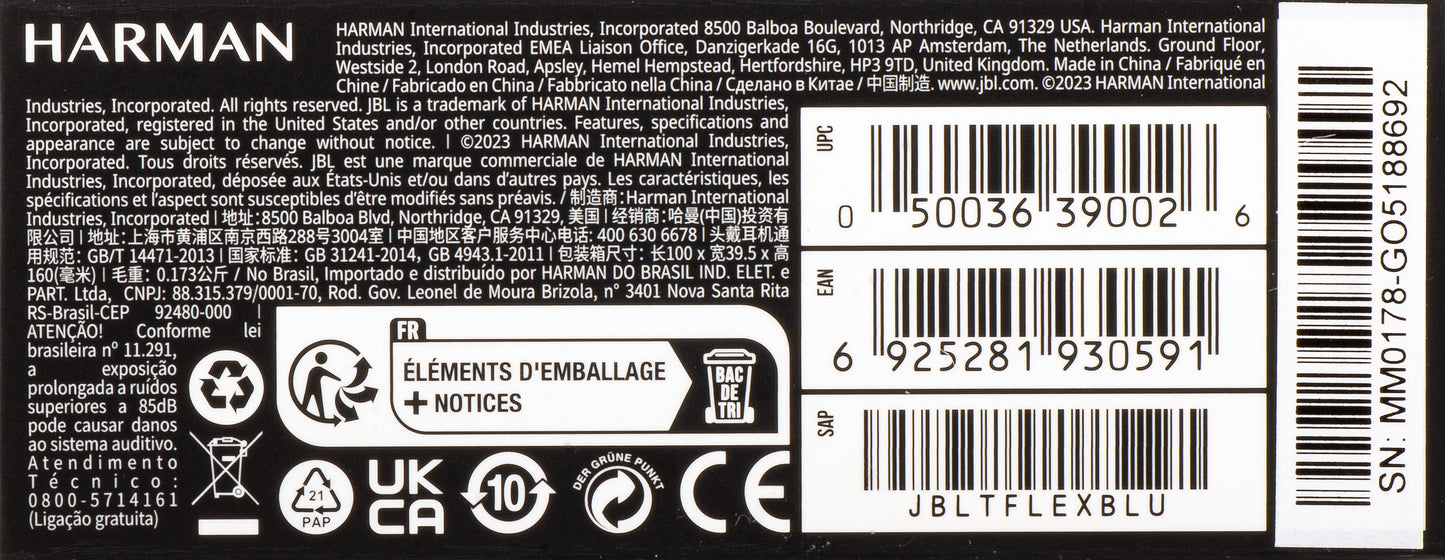 HARMAN
HARMAN International Industries, Incorporated 8500 Balboa Boulevard, Northridge, CA 91329 USA. Harman International
Industries, Incorporated EMEA Liaison Office, Danzigerkade 16G, 1013 AP Amsterdam, The Netherlands. Ground Floor,
Westside 2, London Road, Apsley, Hemel Hempstead, Hertfordshire, HP3 9TD, United Kingdom. Made in China / Fabriqué en
Chine / Fabricado en China / Fabbricato nella China / Сделано в Китае / 中国制造. www.jbl.com. ©2023 HARMAN International
Industries, Incorporated. All rights reserved. JBL is a trademark of HARMAN International Industries,
Incorporated, registered in the United States and/or other countries. Features, specifications and
appearance are subject to change without notice. | ©2023 HARMAN International Industries,
Incorporated. Tous droits réservés. JBL est une marque commerciale de HARMAN International
Industries, Incorporated, déposée aux États-Unis et/ou dans d'autres pays. Les caractéristiques, les
spécifications et l'aspect sont susceptibles d'être modifiés sans préavis. / 制造商：Harman International
Industries, Incorporated | 地址：8500 Balboa Blvd, Northridge, CA 91329, 美国 | 经销商：哈曼(中国)投资有
限公司 | 地址：上海市黄浦区南京西路288号3004室 | 中国地区客户服务中心电话: 400 630 6678 | 头戴耳机通
用规范: GB/T 14471-2013 | 国家标准: GB 31241-2014, GB 4943.1-2011 | 包装箱尺寸: 长100 x 宽39.5 x 高
160(毫米) | 毛重: 0.173公斤 / No Brasil, Importado e distribuído por HARMAN DO BRASIL IND. ELET. e
PART. Ltda, CNPJ: 88.315.379/0001-70, Rod. Gov. Leonel de Moura Brizola, n° 3401 Nova Santa Rita
RS-Brasil-CEP 92480-000 |
ATENÇÃO! Conforme lei
brasileira n° 11.291,
a exposição
prolongada a ruídos
superiores a 85dB
pode causar danos
ao sistema auditivo.
Atendimento
Técnico:
0800-5714161
(Ligação gratuita)
FR
ÉLÉMENTS D'EMBALLAGE
+ NOTICES
BAC
DE
TRI
21
PAP
UK
CA
10
DER GRÜNE PUNKT
CE
UPC
0 50036 39002 6
EAN
6 925281 930591
SAP
JBLTFLEXBLU
SN: MM0178-GO5188692